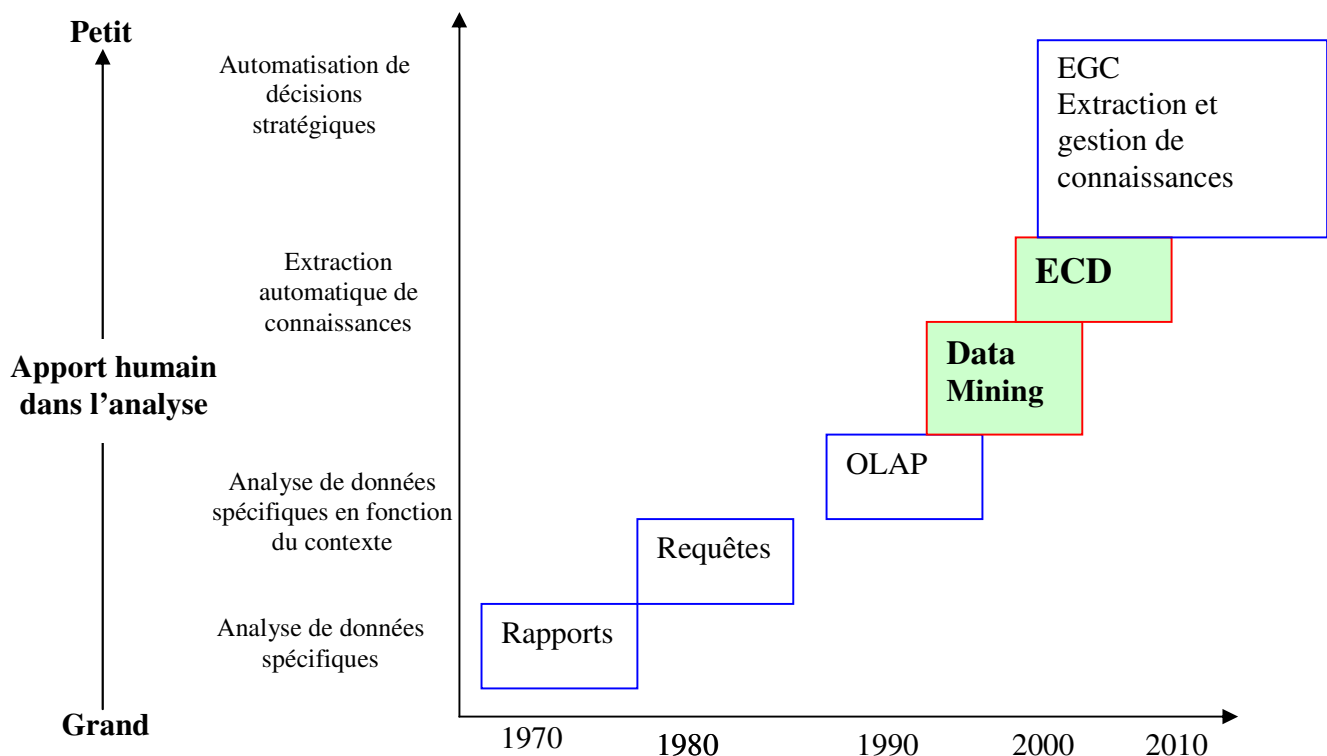 Petit
Automatisation de
décisions
stratégiques
EGC
Extraction et
gestion de
connaissances
Extraction
automatique de
connaissances
ECD
Apport humain
dans l’analyse
Data
Mining
OLAP
Analyse de données
spécifiques en fonction
du contexte
Requêtes
Analyse de données
spécifiques
Rapports
Grand
1970
1980
1990
2000
2010